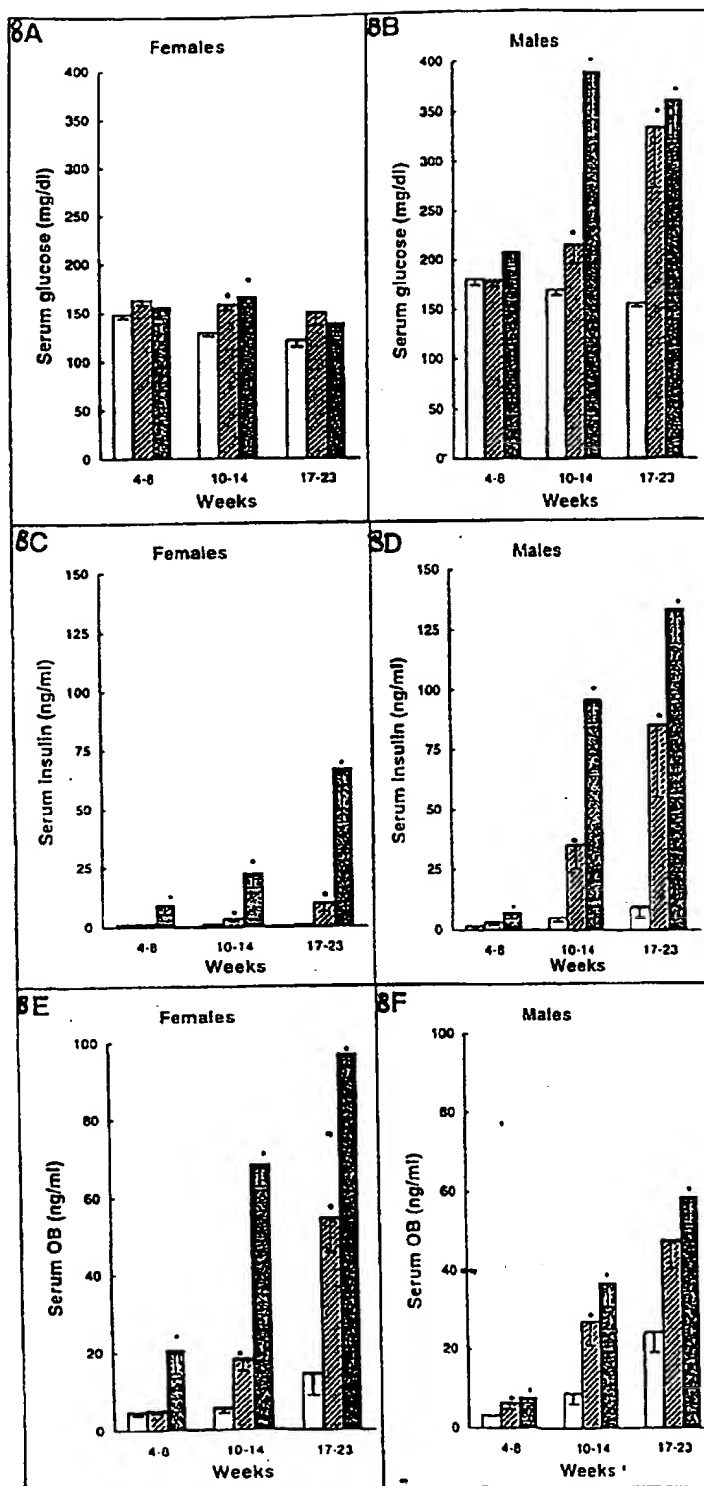 8A
Females
Serum glucose (mg/dl)
400
350
300
250
200
150
100
50
0
4-8
10-14
17-23
Weeks
8B
Males
Serum glucose (mg/dl)
400
350
300
250
200
150
100
50
0
4-8
10-14
17-23
Weeks
8C
Females
Serum Insulin (ng/ml)
150
125
100
75
50
25
0
4-8
10-14
17-23
Weeks
8D
Males
Serum Insulin (ng/ml)
150
125
100
75
50
25
0
4-8
10-14
17-23
Weeks
8E
Females
Serum OB (ng/ml)
100
80
60
40
20
0
4-8
10-14
17-23
Weeks
8F
Males
Serum OB (ng/ml)
100
80
60
40
20
0
4-8
10-14
17-23
Weeks